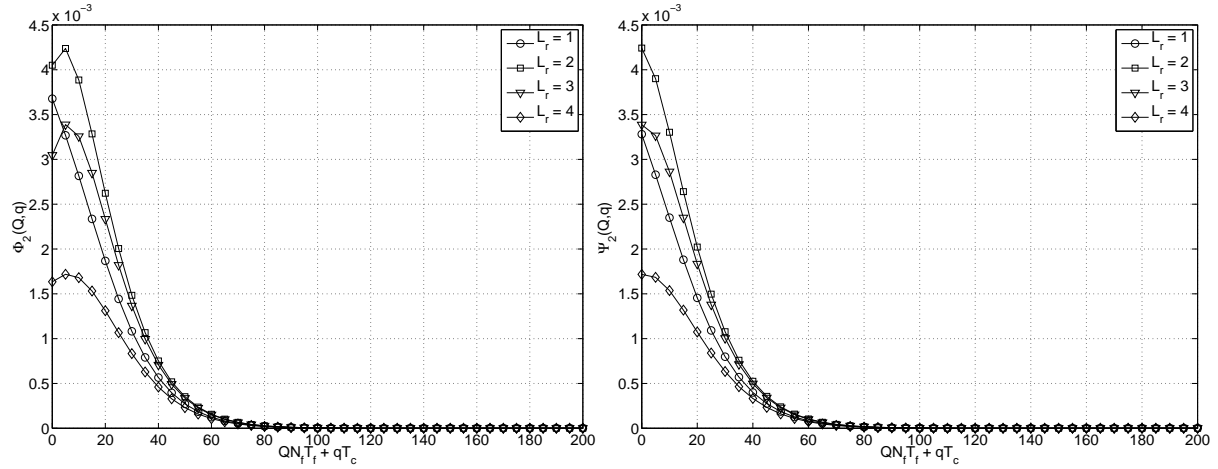 x 10⁻³
4.5
4
3.5
3
2.5
2
1.5
1
0.5
0
Φ₂(Q,q)
0 20 40 60 80 100 120 140 160 180 200
QN_fT_f + qT_c
L_r = 1
L_r = 2
L_r = 3
L_r = 4
x 10⁻³
4.5
4
3.5
3
2.5
2
1.5
1
0.5
0
Ψ₂(Q,q)
0 20 40 60 80 100 120 140 160 180 200
QN_fT_f + qT_c
L_r = 1
L_r = 2
L_r = 3
L_r = 4